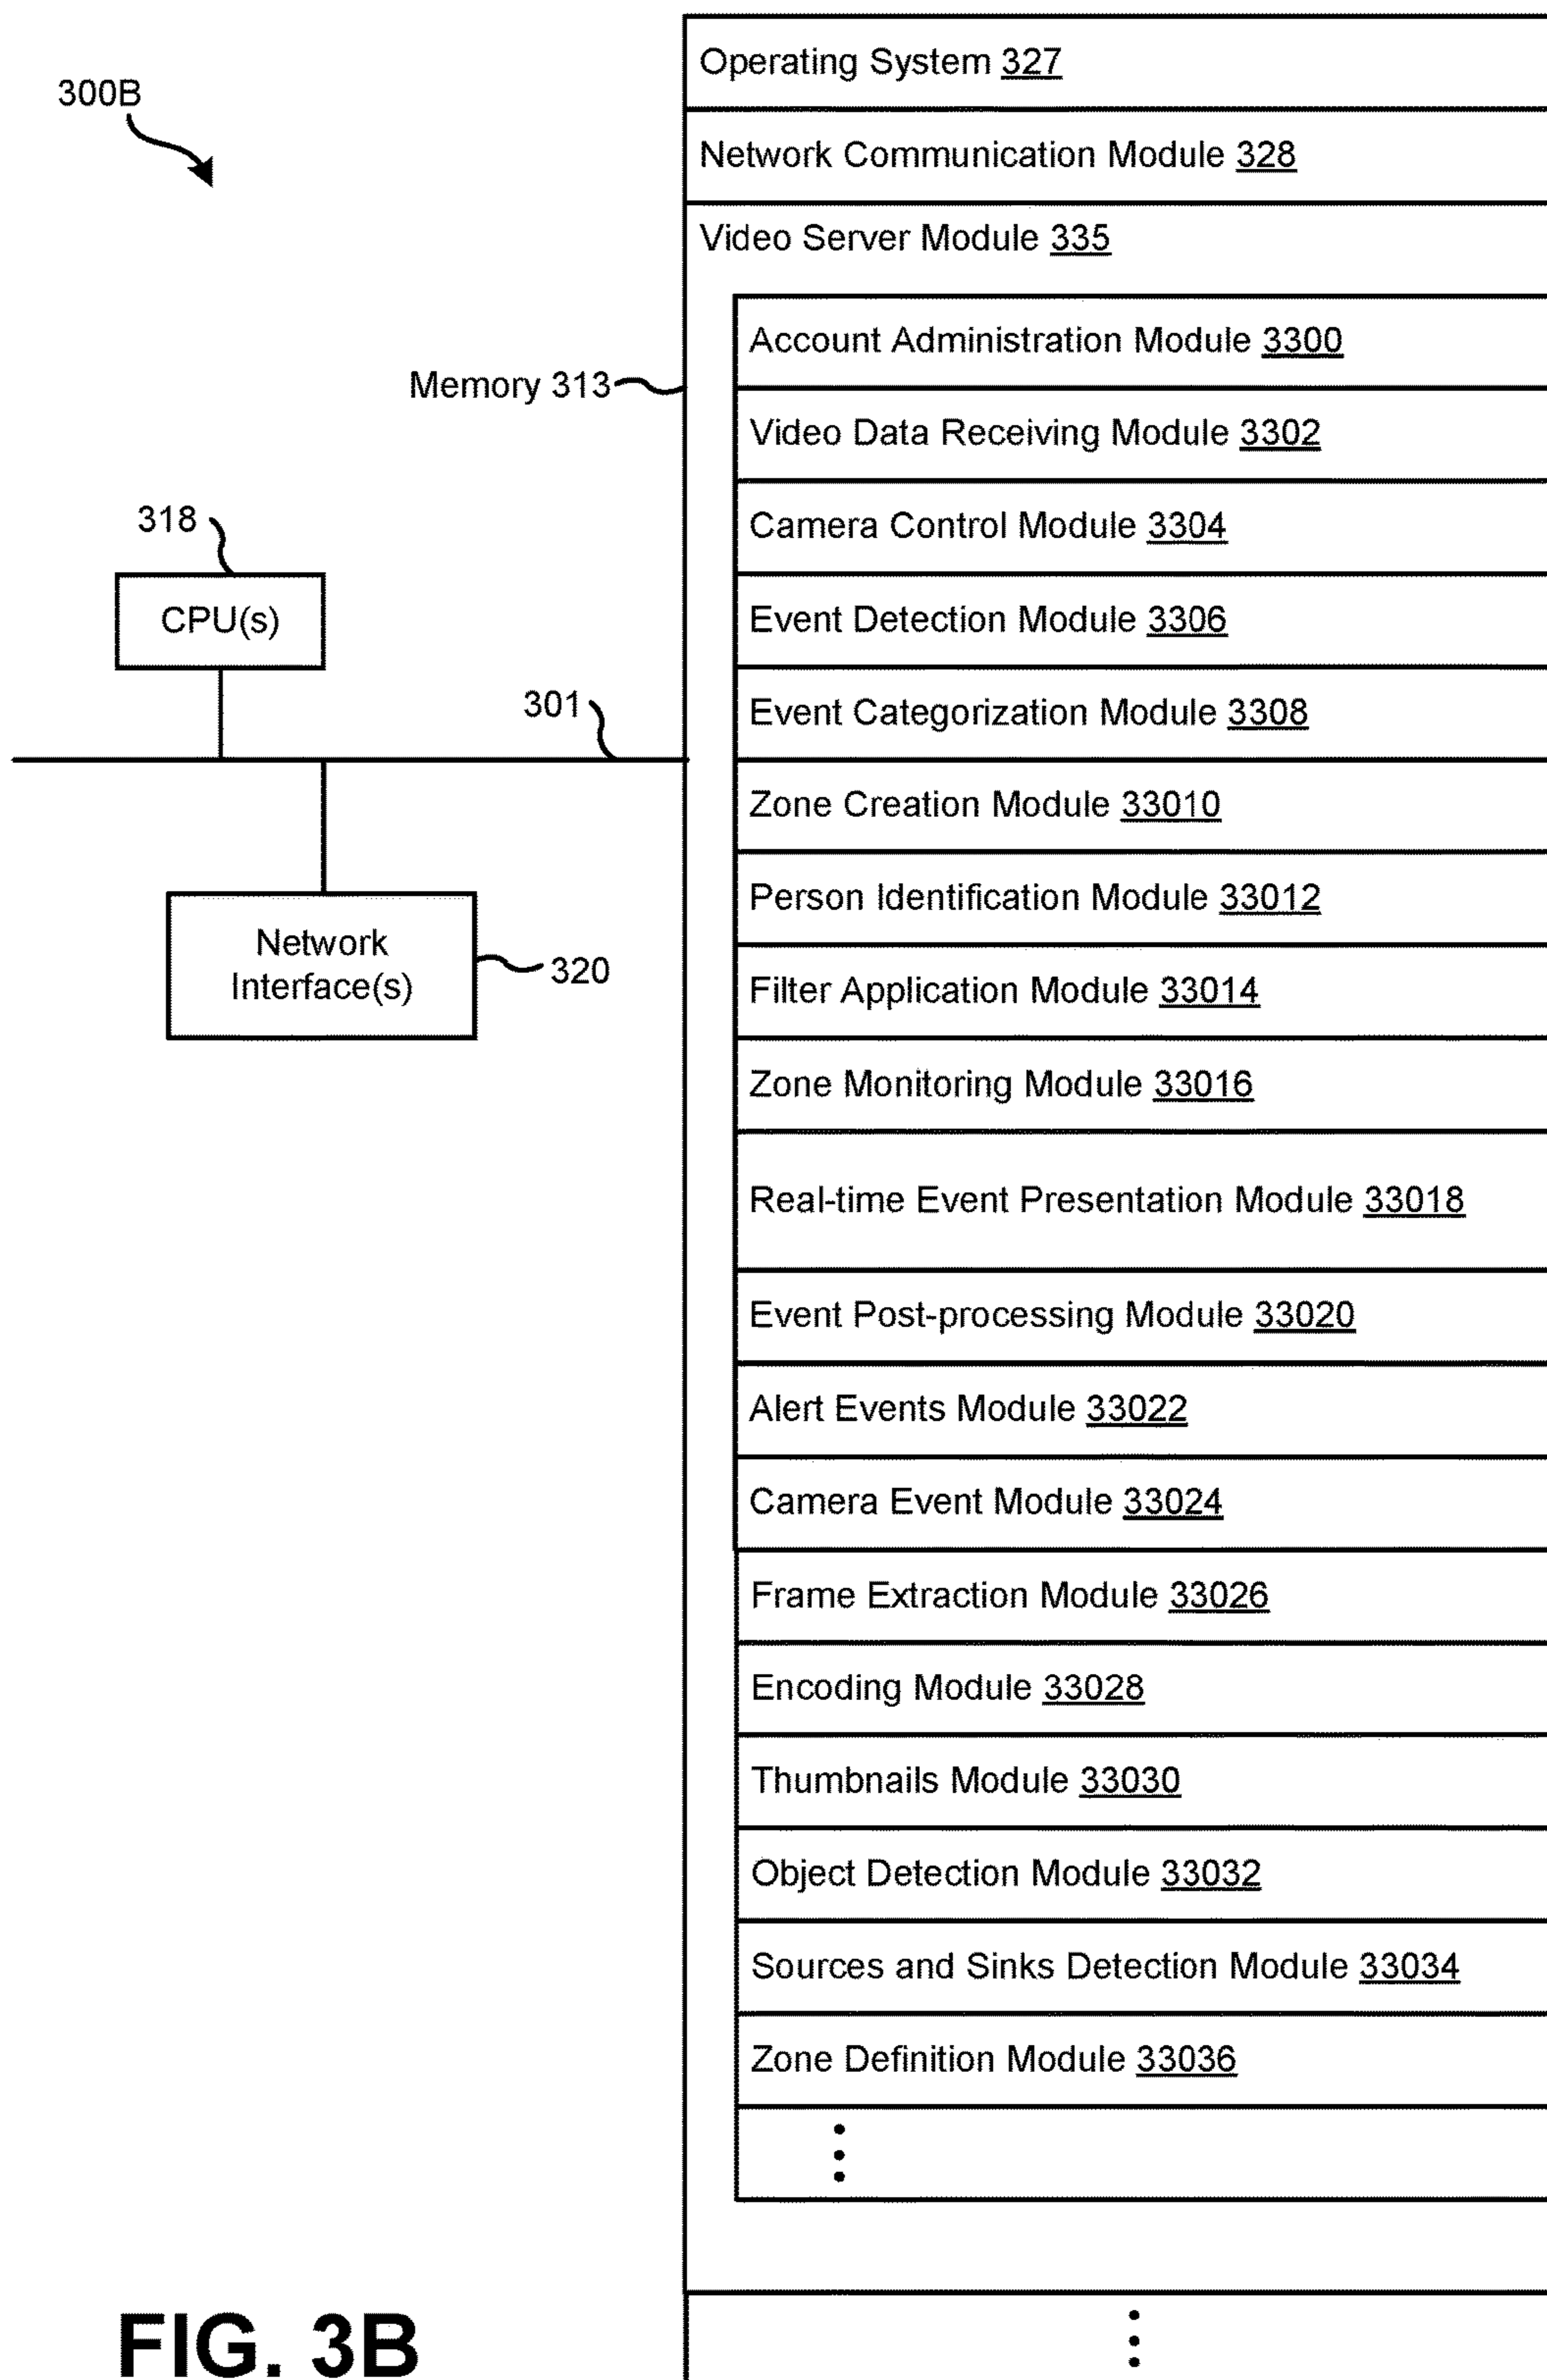 300B
Operating System 327
Network Communication Module 328
Video Server Module 335
Account Administration Module 3300
Memory 313
Video Data Receiving Module 3302
Camera Control Module 3304
318
CPU(s)
Event Detection Module 3306
301
Event Categorization Module 3308
Zone Creation Module 33010
Person Identification Module 33012
Network
Interface(s)
320
Filter Application Module 33014
Zone Monitoring Module 33016
Real-time Event Presentation Module 33018
Event Post-processing Module 33020
Alert Events Module 33022
Camera Event Module 33024
Frame Extraction Module 33026
Encoding Module 33028
Thumbnails Module 33030
Object Detection Module 33032
Sources and Sinks Detection Module 33034
Zone Definition Module 33036
FIG. 3B